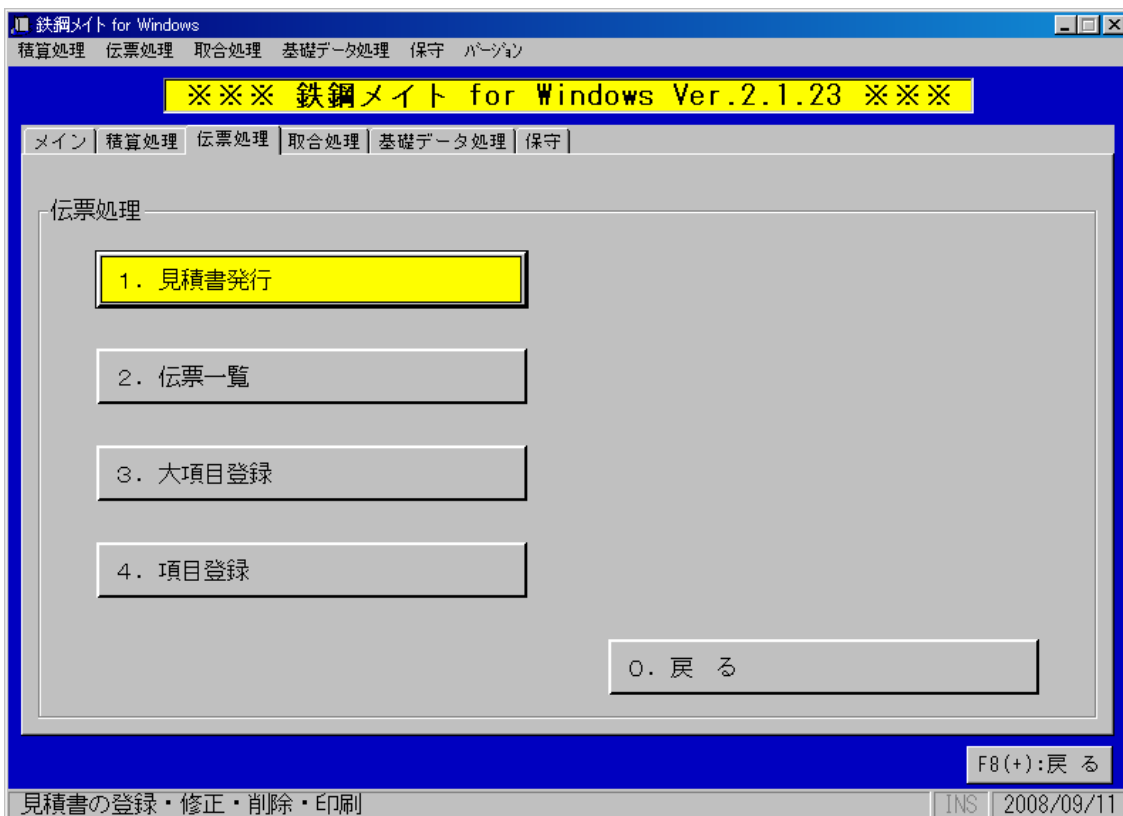 鉄鋼メイト for Windows
積算処理 伝票処理 取合処理 基礎データ処理 保守 バージョン
※※※ 鉄鋼メイト for Windows Ver.2.1.23 ※※※
メイン 積算処理 伝票処理 取合処理 基礎データ処理 保守
伝票処理
1. 見積書発行
2. 伝票一覧
3. 大項目登録
4. 項目登録
0. 戻 る
F8(+):戻 る
見積書の登録・修正・削除・印刷 INS 2008/09/11